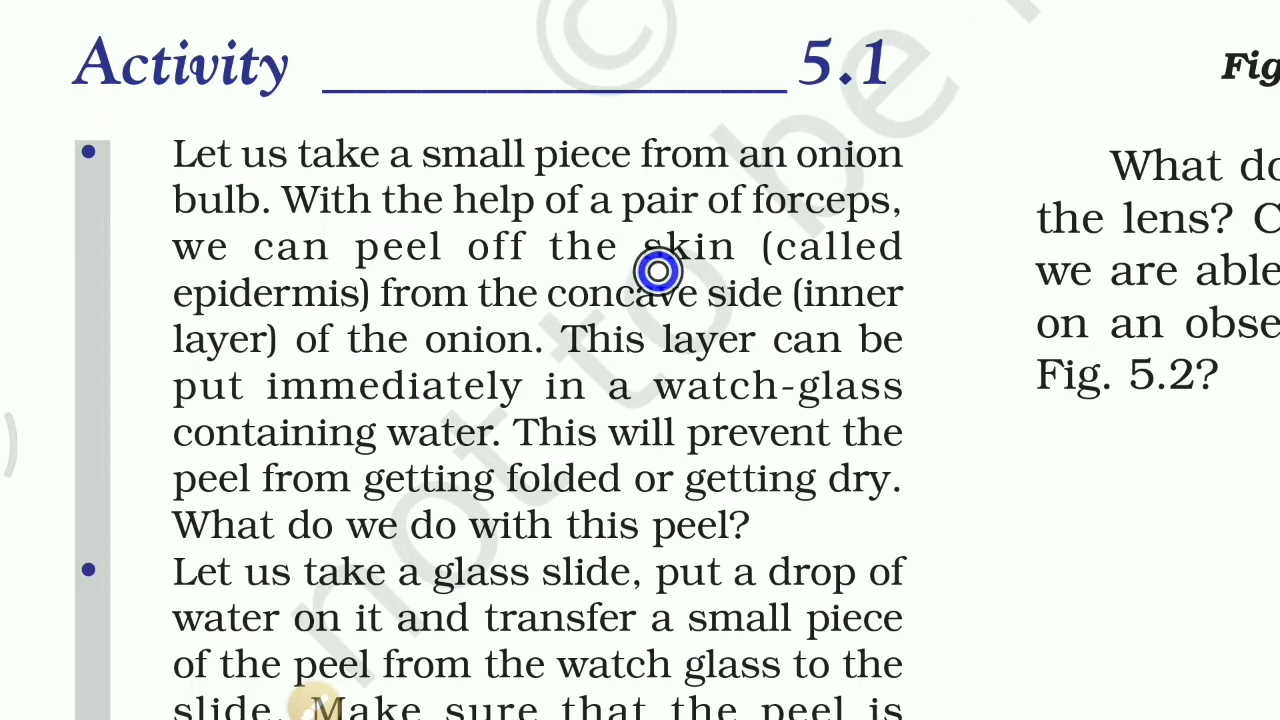 Activity 5.1
• Let us take a small piece from an onion
bulb. With the help of a pair of forceps,
we can peel off the skin (called
epidermis) from the concave side (inner
layer) of the onion. This layer can be
put immediately in a watch-glass
containing water. This will prevent the
peel from getting folded or getting dry.
What do we do with this peel?
• Let us take a glass slide, put a drop of
water on it and transfer a small piece
of the peel from the watch glass to the
slide. Make sure that the peel is
Fig
What do
the lens? C
we are able
on an obse
Fig. 5.2?
© not to be